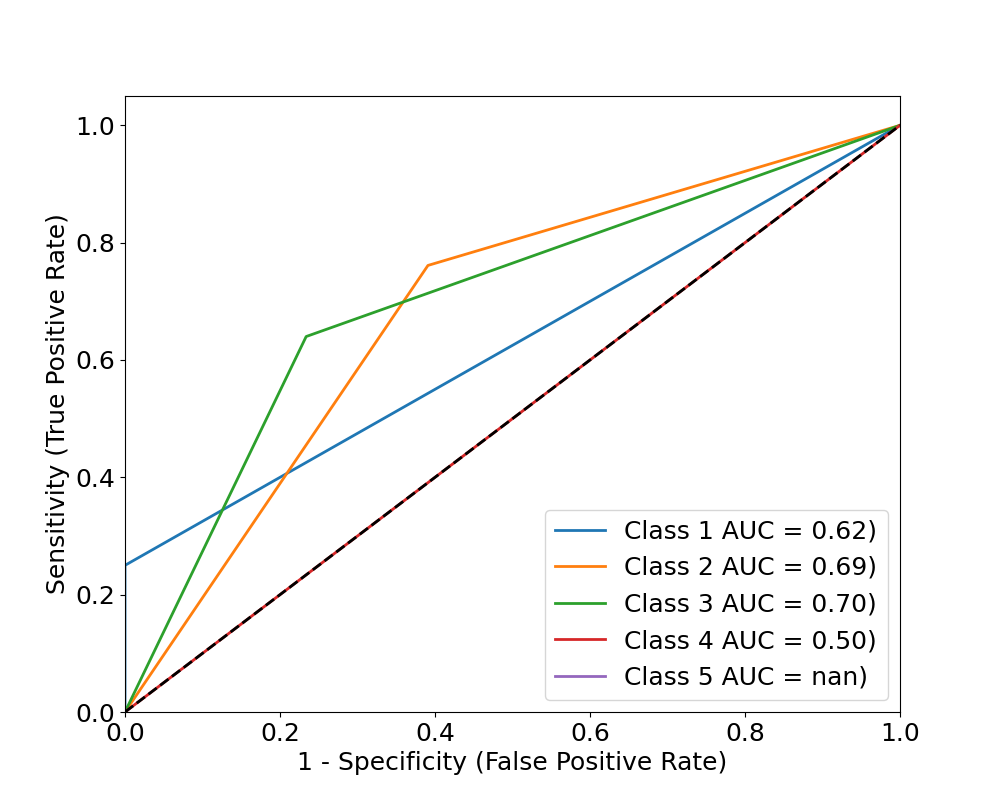 Sensitivity (True Positive Rate)
1.0
0.8
0.6
0.4
0.2
0.0
0.0 0.2 0.4 0.6 0.8 1.0
1 - Specificity (False Positive Rate)
Class 1 AUC = 0.62)
Class 2 AUC = 0.69)
Class 3 AUC = 0.70)
Class 4 AUC = 0.50)
Class 5 AUC = nan)